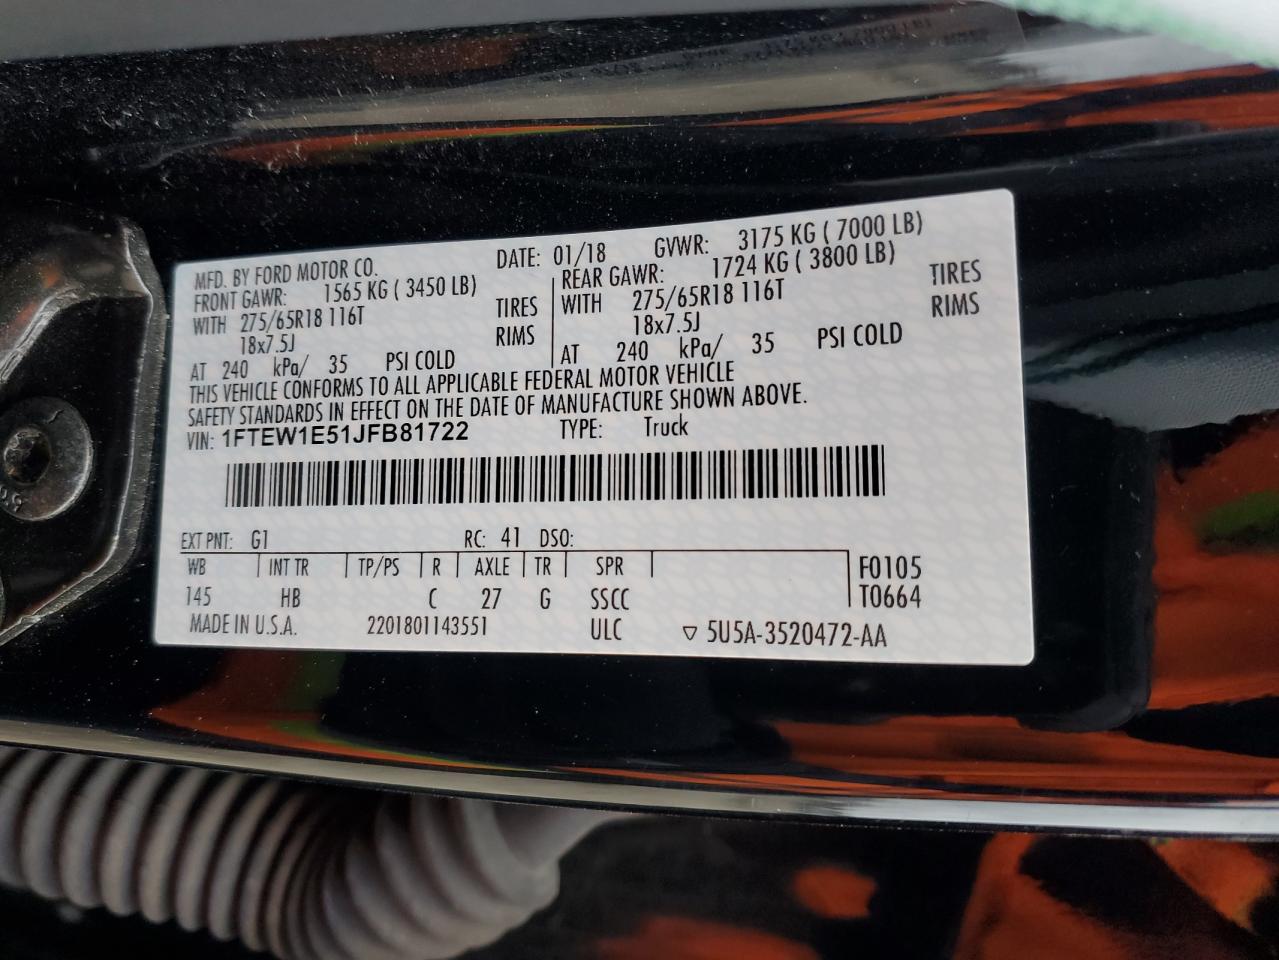 MFD. BY FORD MOTOR CO. DATE: 01/18 GVWR: 3175 KG ( 7000 LB)
FRONT GAWR: 1565 KG ( 3450 LB) REAR GAWR: 1724 KG ( 3800 LB)
WITH 275/65R18 116T TIRES WITH 275/65R18 116T TIRES
18x7.5J RIMS 18x7.5J RIMS
AT 240 kPa/ 35 PSI COLD AT 240 kPa/ 35 PSI COLD
THIS VEHICLE CONFORMS TO ALL APPLICABLE FEDERAL MOTOR VEHICLE
SAFETY STANDARDS IN EFFECT ON THE DATE OF MANUFACTURE SHOWN ABOVE.
VIN: 1FTEW1E51JFB81722 TYPE: Truck
EXT PNT: G1 RC: 41 DSO:
WB INT TR TP/PS R AXLE TR SPR F0105
145 HB C 27 G SSCC T0664
MADE IN U.S.A. 2201801143551 ULC ▽ 5U5A-3520472-AA